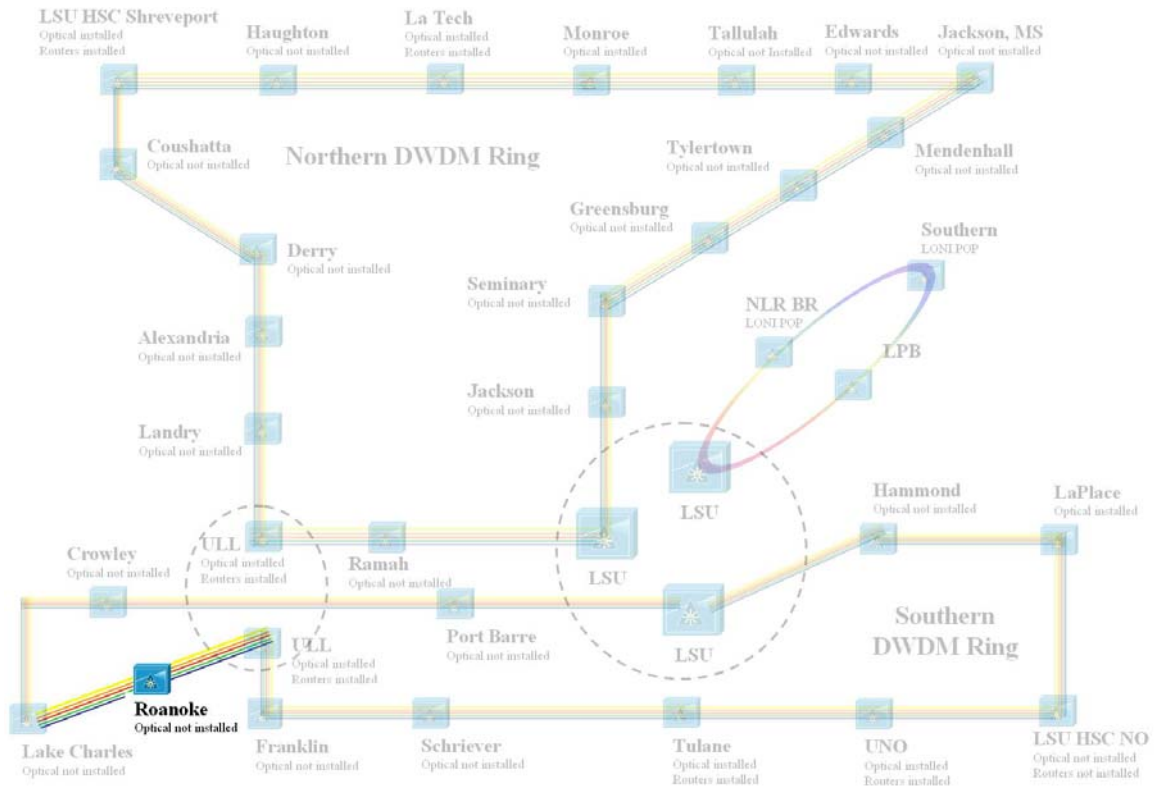 LSU HSC Shreveport
Optical installed
Routers installed
Haughton
Optical not installed
La Tech
Optical installed
Routers installed
Monroe
Optical not installed
Tallulah
Optical not Installed
Edwards
Optical not installed
Jackson, MS
Optical not installed
Coushatta
Optical not installed
Northern DWDM Ring
Tylertown
Optical not installed
Mendenhall
Optical not installed
Greensburg
Optical not installed
Derry
Optical not installed
Southern
LONI POP
Seminary
Optical not installed
NLR BR
LONI POP
Alexandria
Optical not installed
LPB
Jackson
Optical not installed
Landry
Optical not installed
LSU
Hammond
Optical not installed
LaPlace
Optical installed
Crowley
Optical not installed
ULL
Optical installed
Routers installed
Ramah
Optical not installed
LSU
Port Barre
Optical not installed
LSU
Southern
DWDM Ring
ULL
Optical installed
Routers installed
Roanoke
Optical not installed
Lake Charles
Optical not installed
Franklin
Optical not installed
Schriever
Optical not installed
Tulane
Optical installed
Routers installed
UNO
Optical installed
Routers installed
LSU HSC NO
Optical not installed
Routers not installed